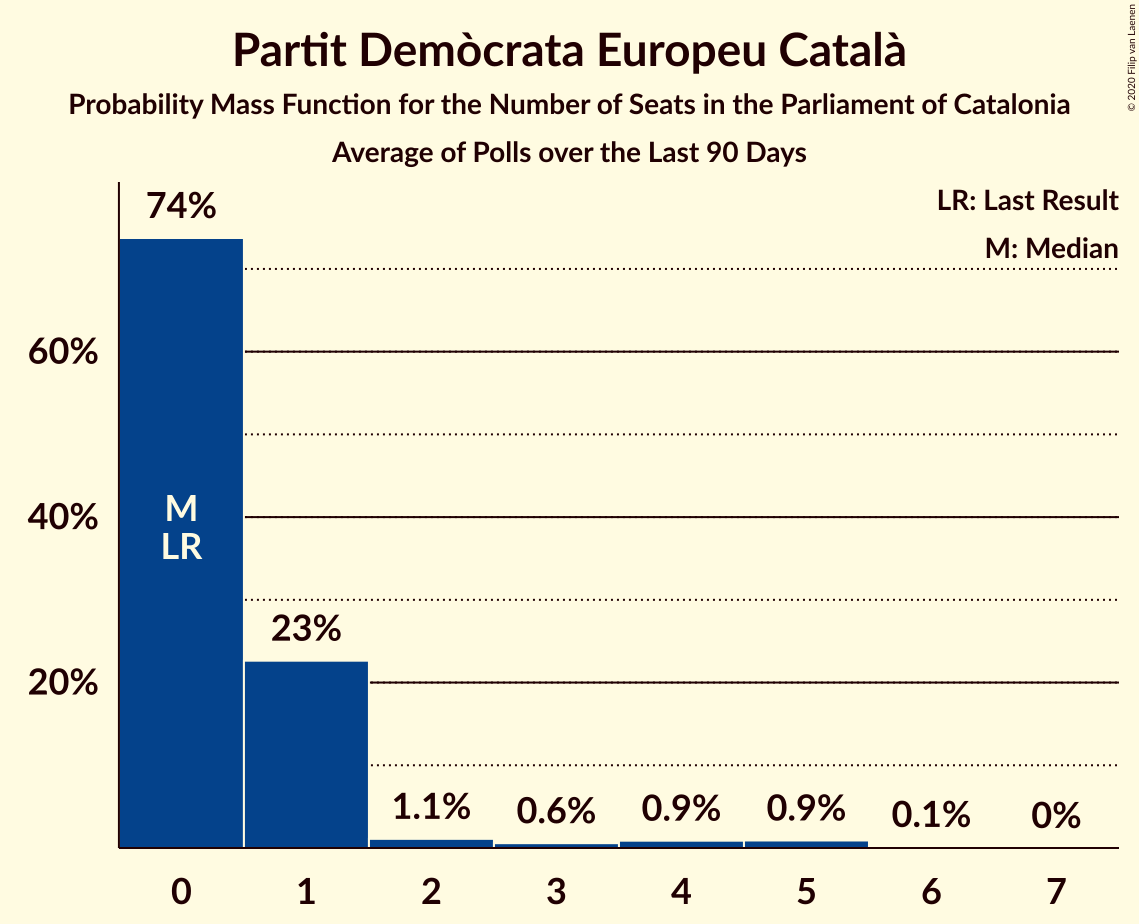 Partit Demòcrata Europeu Català
Probability Mass Function for the Number of Seats in the Parliament of Catalonia
Average of Polls over the Last 90 Days
© 2020 Filip van Laenen
LR: Last Result
M: Median
74%
60%
40%
20%
M
LR
23%
1.1%
0.6%
0.9%
0.9%
0.1%
0%
0 1 2 3 4 5 6 7